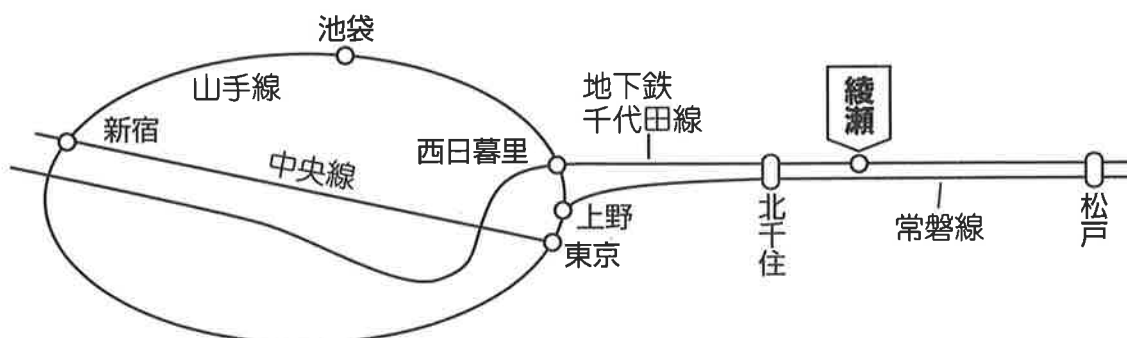 池袋
山手線
地下鉄
千代田線
綾瀬
新宿
中央線
西日暮里
上野
東京
北千住
常磐線
松戸